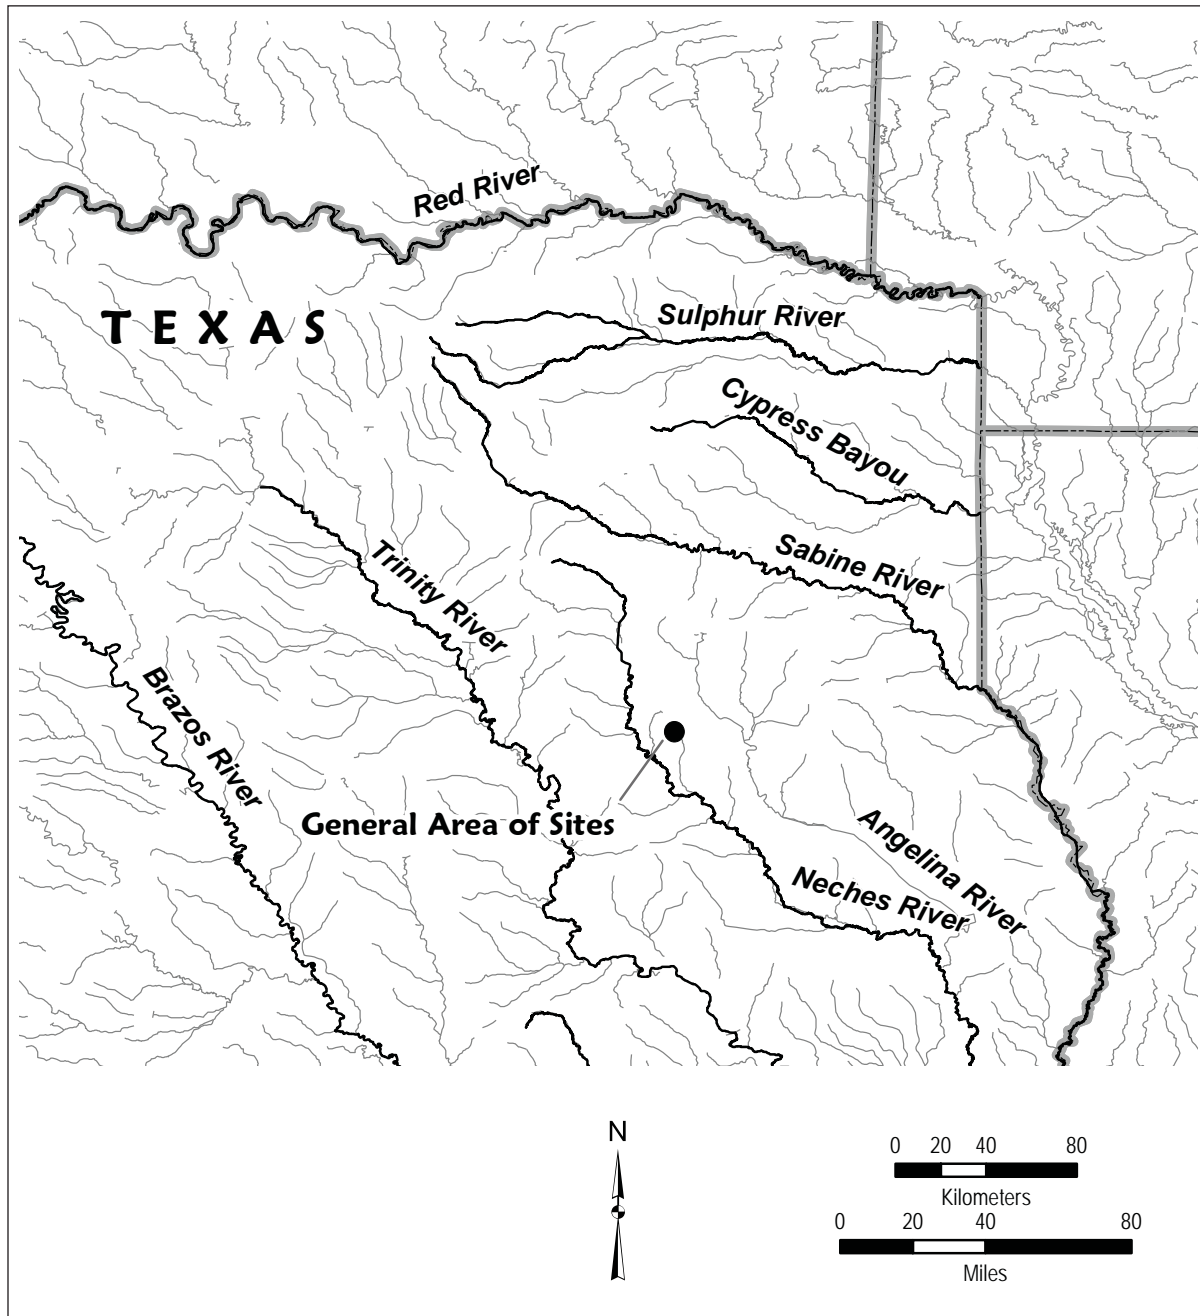 Red River
TEXAS
Sulphur River
Cypress Bayou
Sabine River
Trinity River
Brazos River
General Area of Sites
Angelina River
Neches River
N
0 20 40 80
Kilometers
0 20 40 80
Miles